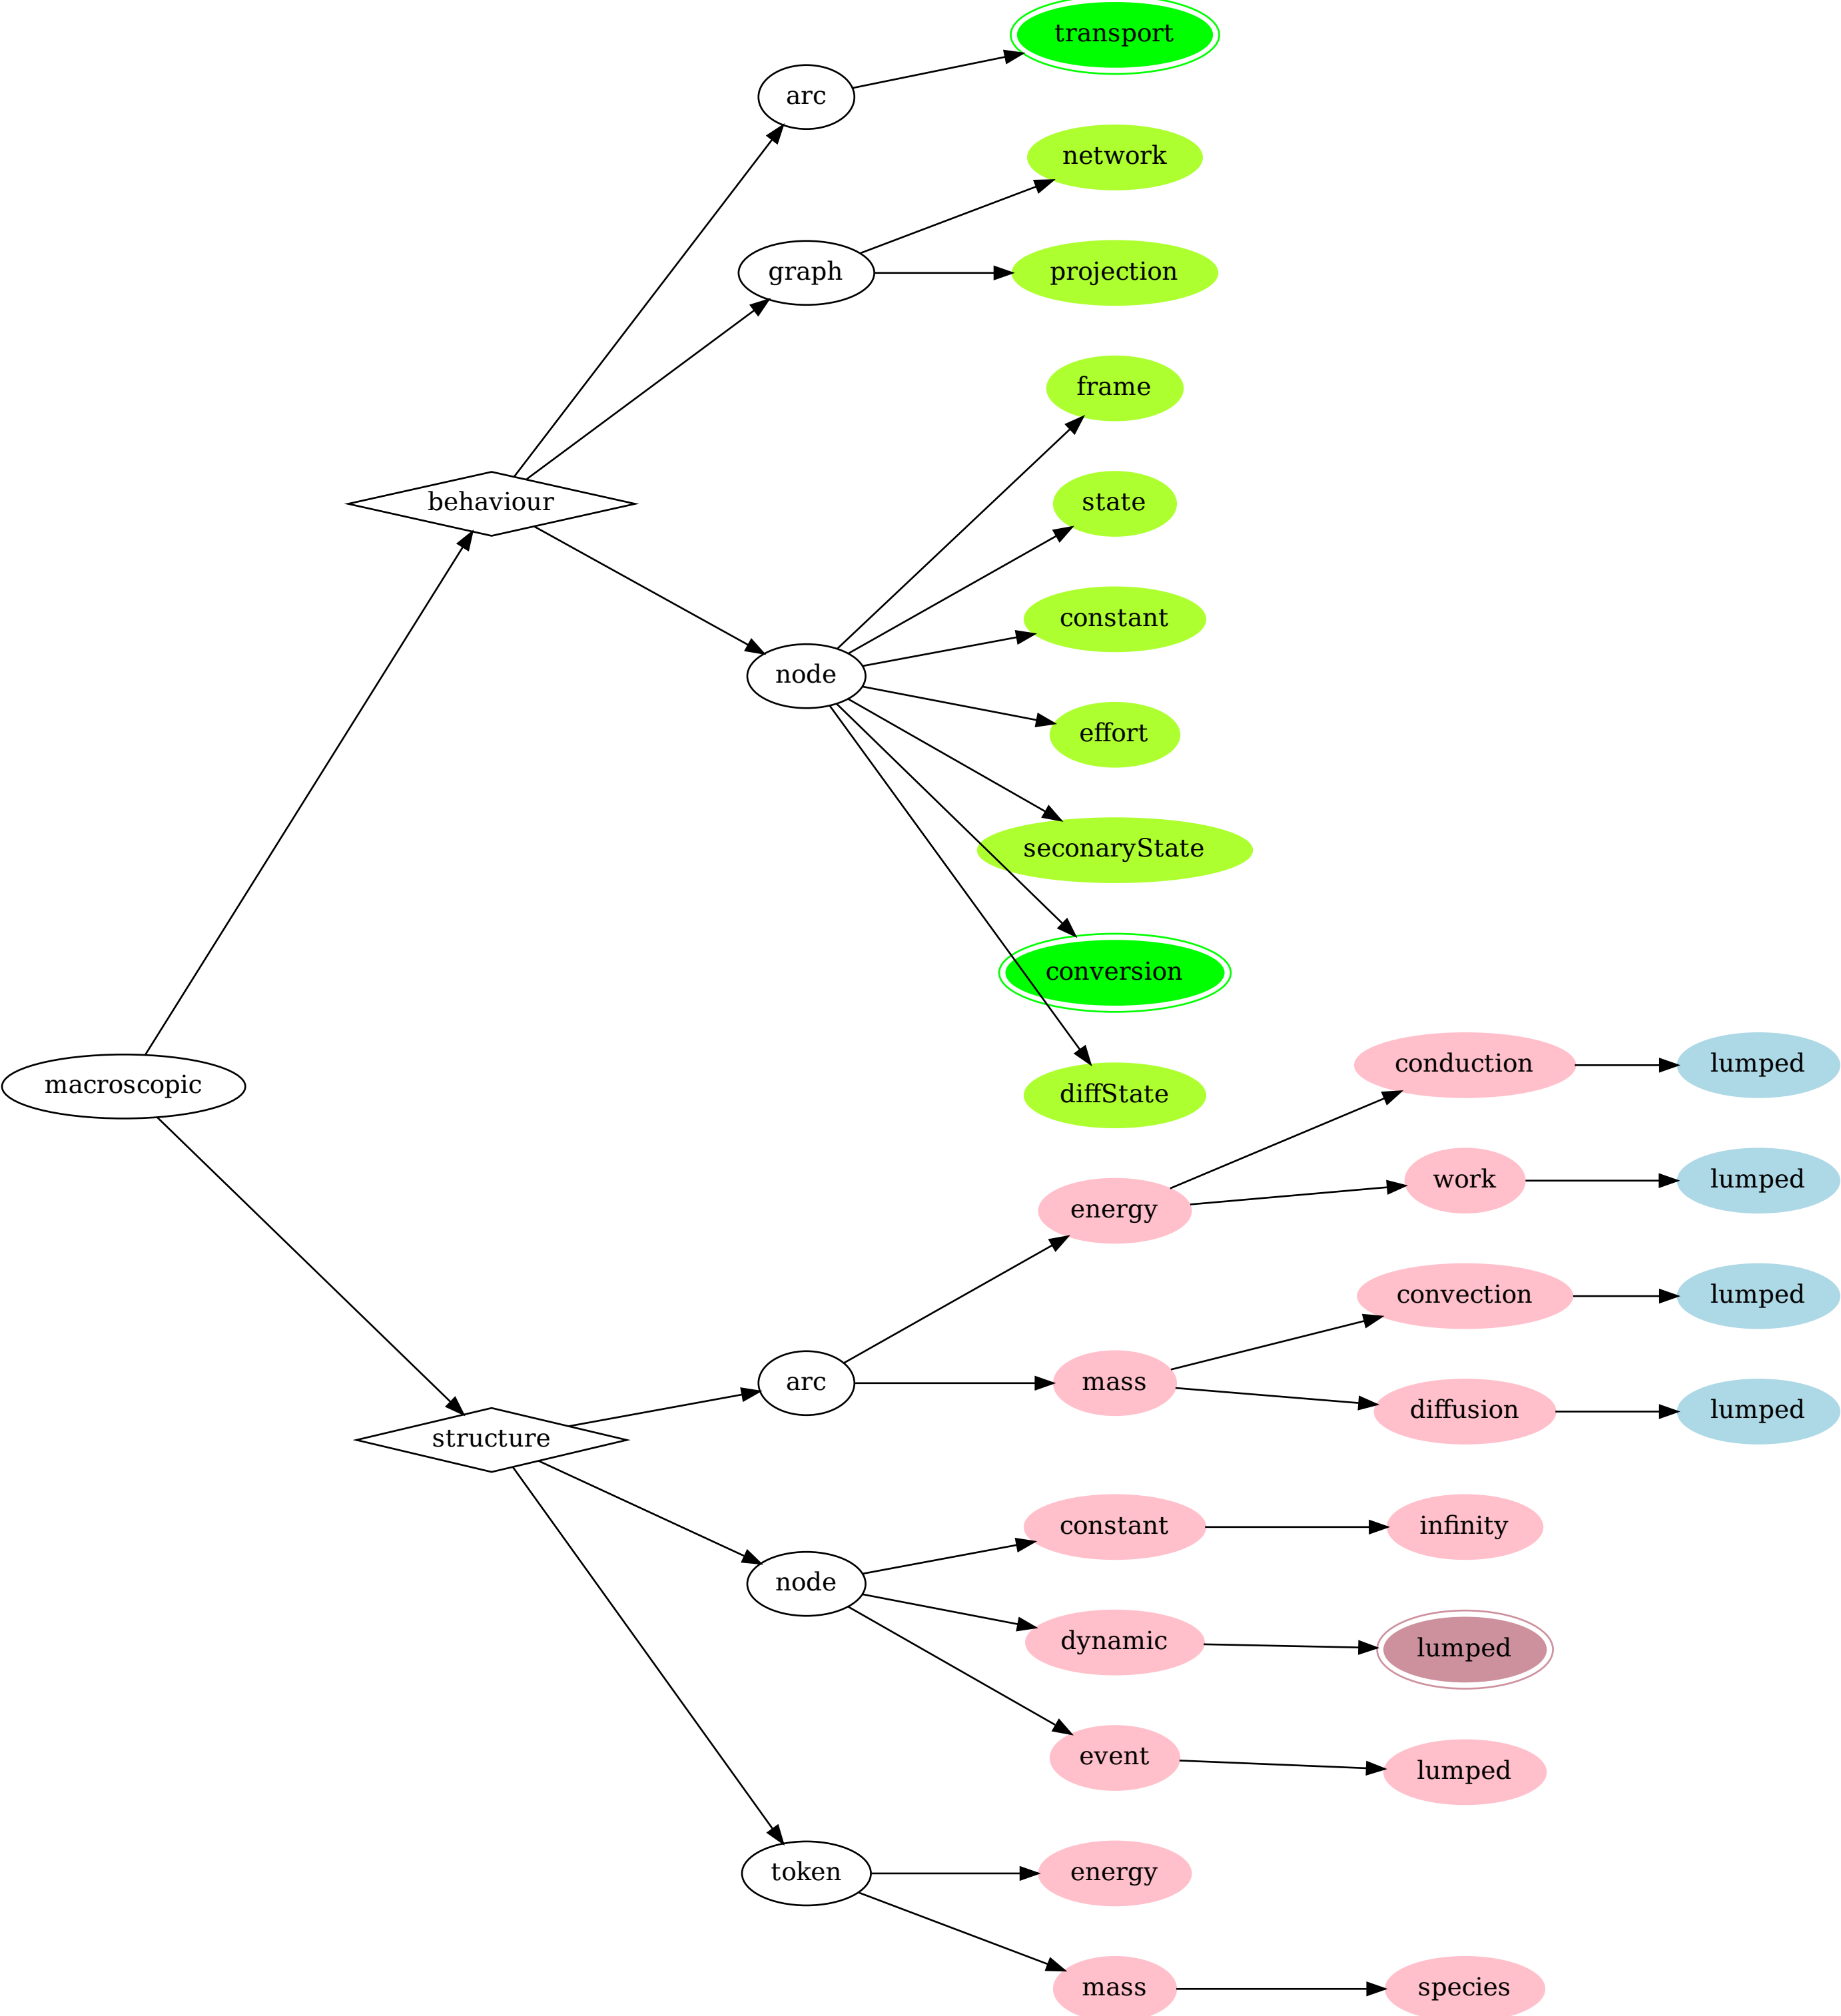 transport
arc
network
graph
projection
frame
behaviour
state
constant
node
effort
seconaryState
conversion
macroscopic
conduction
lumped
diffState
work
lumped
energy
convection
lumped
arc
mass
diffusion
lumped
structure
constant
infinity
node
dynamic
lumped
event
lumped
token
energy
mass
species